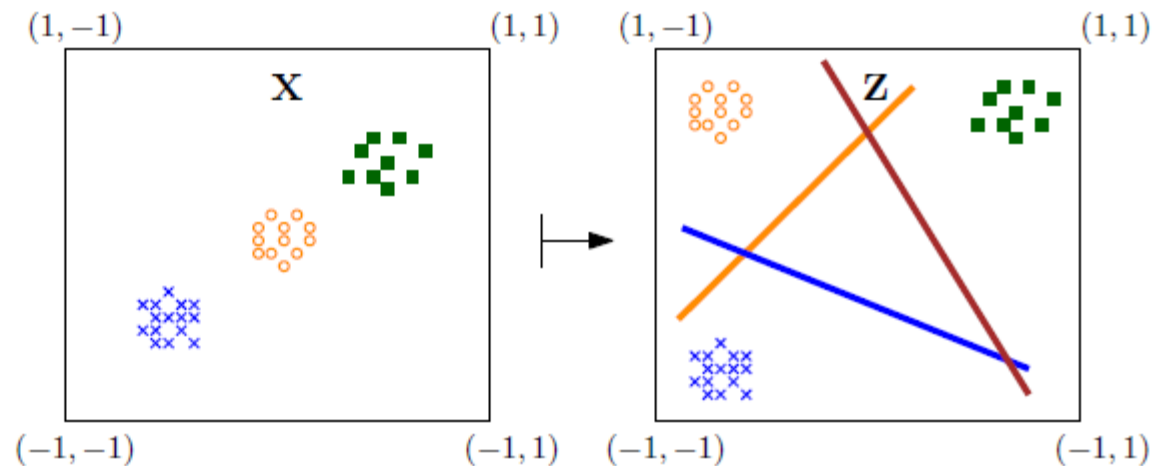 (1, −1) (1, 1) (1, −1) (1, 1)
X Z
(−1, −1) (−1, 1) (−1, −1) (−1, 1)